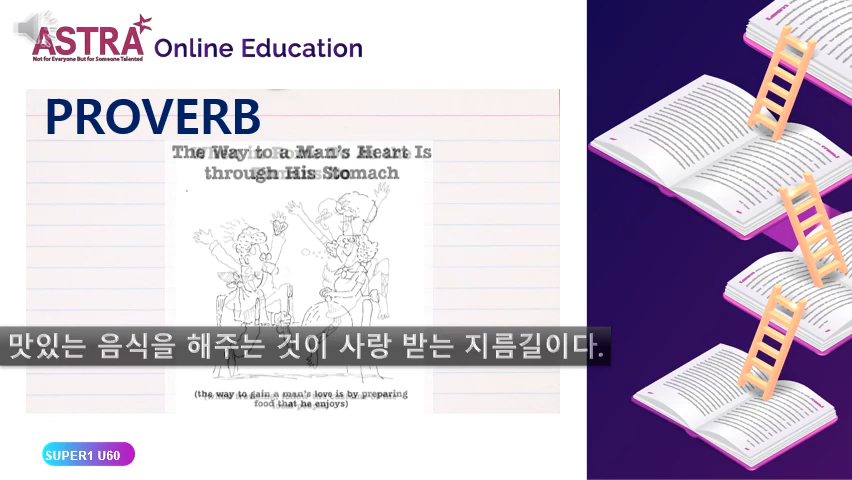 ASTRA
Not for Everyone But for Someone Talented
Online Education
PROVERB
The Way to a Man's Heart Is
through His Stomach
맛있는 음식을 해주는 것이 사랑 받는 지름길이다.
(the way to gain a man's love is by preparing
food that he enjoys)
SUPER1 U60